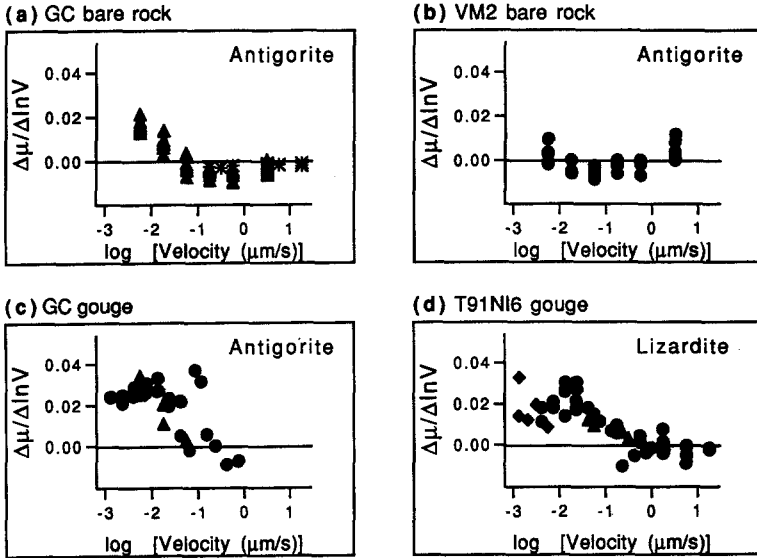 (a) GC bare rock
Antigorite
Δμ/ΔlnV
0.04
0.02
0.00
-3 -2 -1 0 1
log [Velocity (μm/s)]
(b) VM2 bare rock
Antigorite
Δμ/ΔlnV
0.04
0.02
0.00
-3 -2 -1 0 1
log [Velocity (μm/s)]
(c) GC gouge
Antigorite
Δμ/ΔlnV
0.04
0.02
0.00
-3 -2 -1 0 1
log [Velocity (μm/s)]
(d) T91NI6 gouge
Lizardite
Δμ/ΔlnV
0.04
0.02
0.00
-3 -2 -1 0 1
log [Velocity (μm/s)]